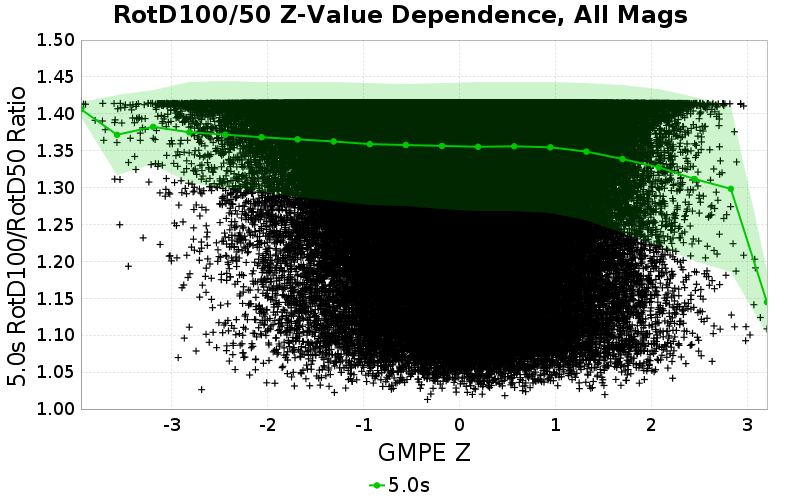 RotD100/50 Z-Value Dependence, All Mags
5.0s RotD100/RotD50 Ratio
1.50
1.45
1.40
1.35
1.30
1.25
1.20
1.15
1.10
1.05
1.00
-3 -2 -1 0 1 2 3
GMPE Z
5.0s